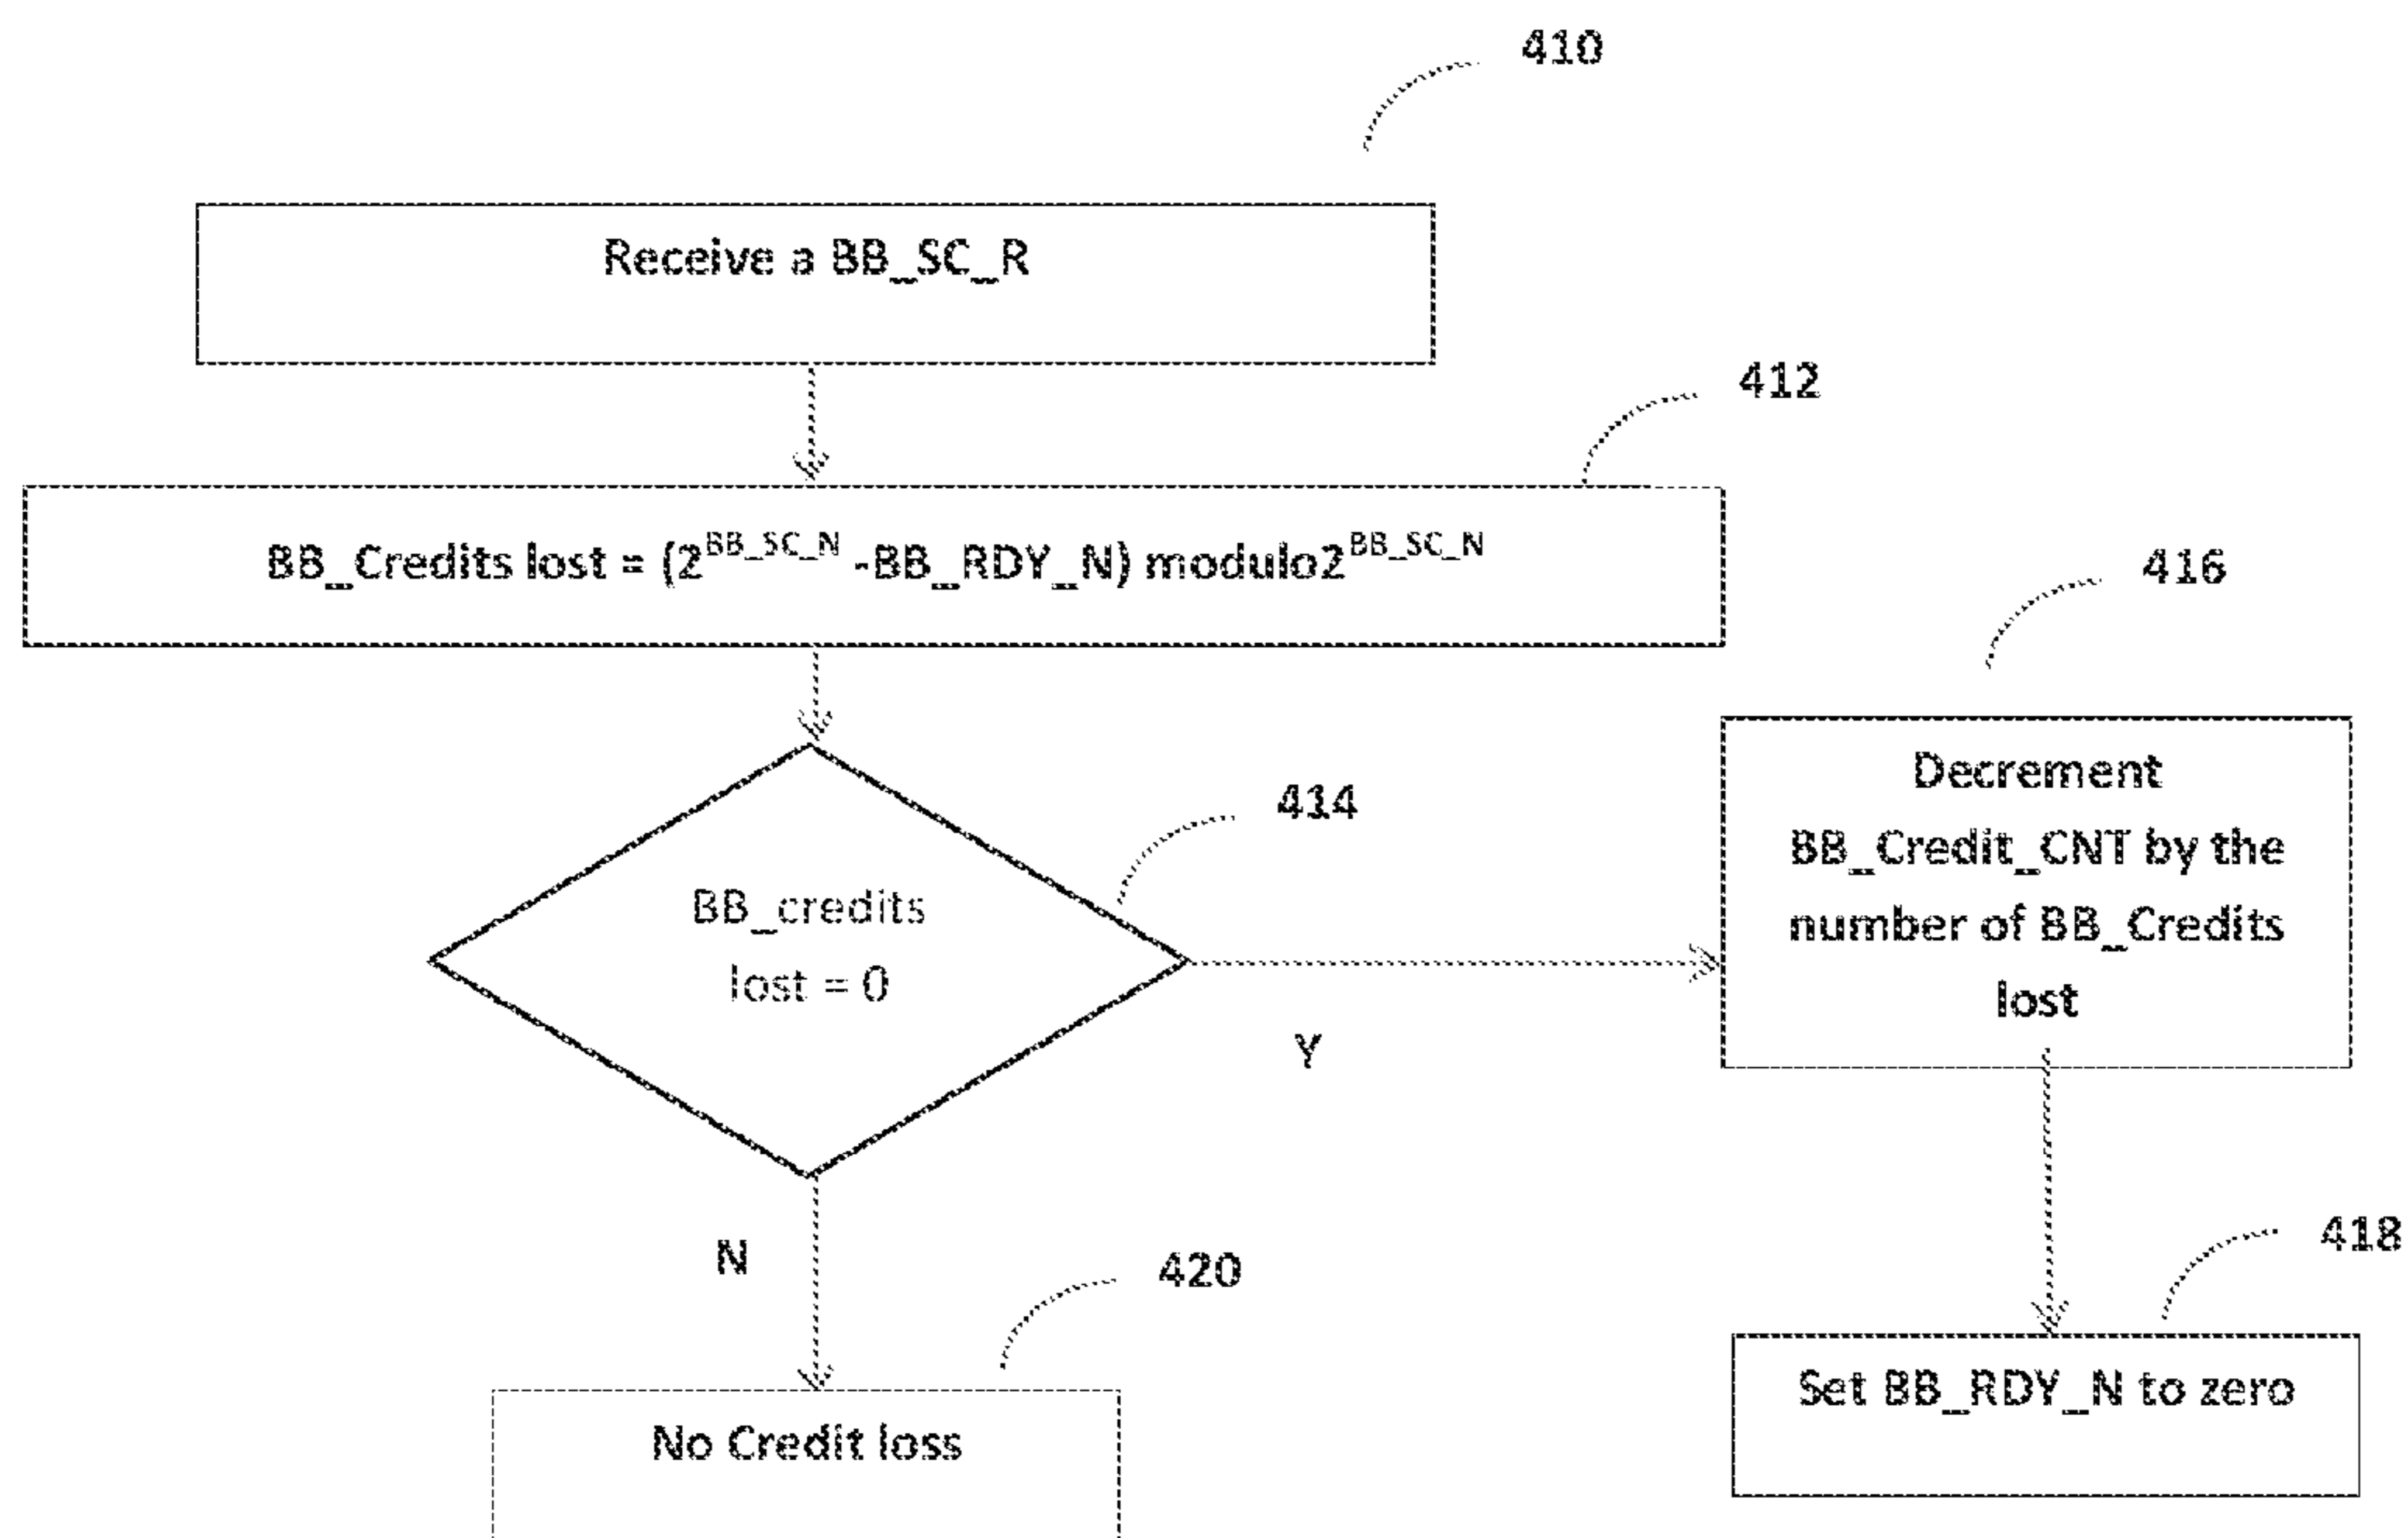 410
Receive a BB_SC_R
412
BB_Credits lost = (2^BB_SC_N -BB_RDY_N) modulo2^BB_SC_N
416
Decrement
BB_Credit_CNT by the
number of BB_Credits
lost
414
BB_credits
lost = 0
Y
N
418
Set BB_RDY_N to zero
420
No Credit loss